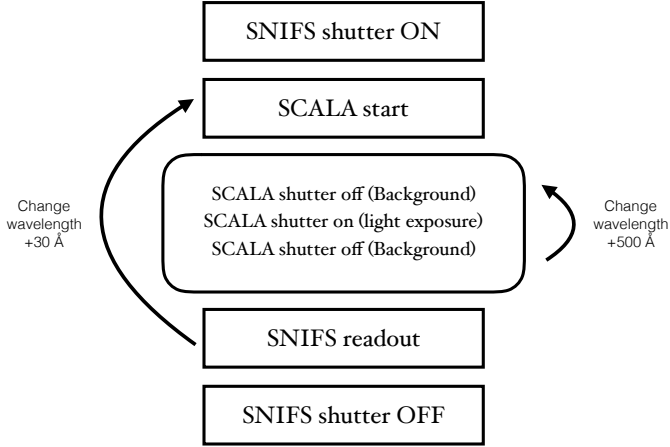 SNIFS shutter ON
SCALA start
SCALA shutter off (Background)
SCALA shutter on (light exposure)
SCALA shutter off (Background)
Change
wavelength
+30 Å
Change
wavelength
+500 Å
SNIFS readout
SNIFS shutter OFF